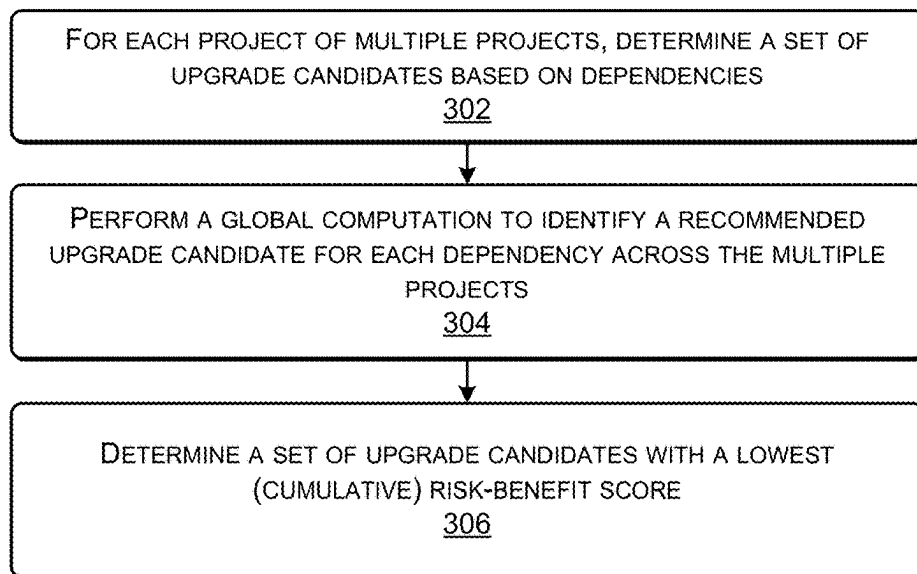 FOR EACH PROJECT OF MULTIPLE PROJECTS, DETERMINE A SET OF
UPGRADE CANDIDATES BASED ON DEPENDENCIES
302
PERFORM A GLOBAL COMPUTATION TO IDENTIFY A RECOMMENDED
UPGRADE CANDIDATE FOR EACH DEPENDENCY ACROSS THE MULTIPLE
PROJECTS
304
DETERMINE A SET OF UPGRADE CANDIDATES WITH A LOWEST
(CUMULATIVE) RISK-BENEFIT SCORE
306